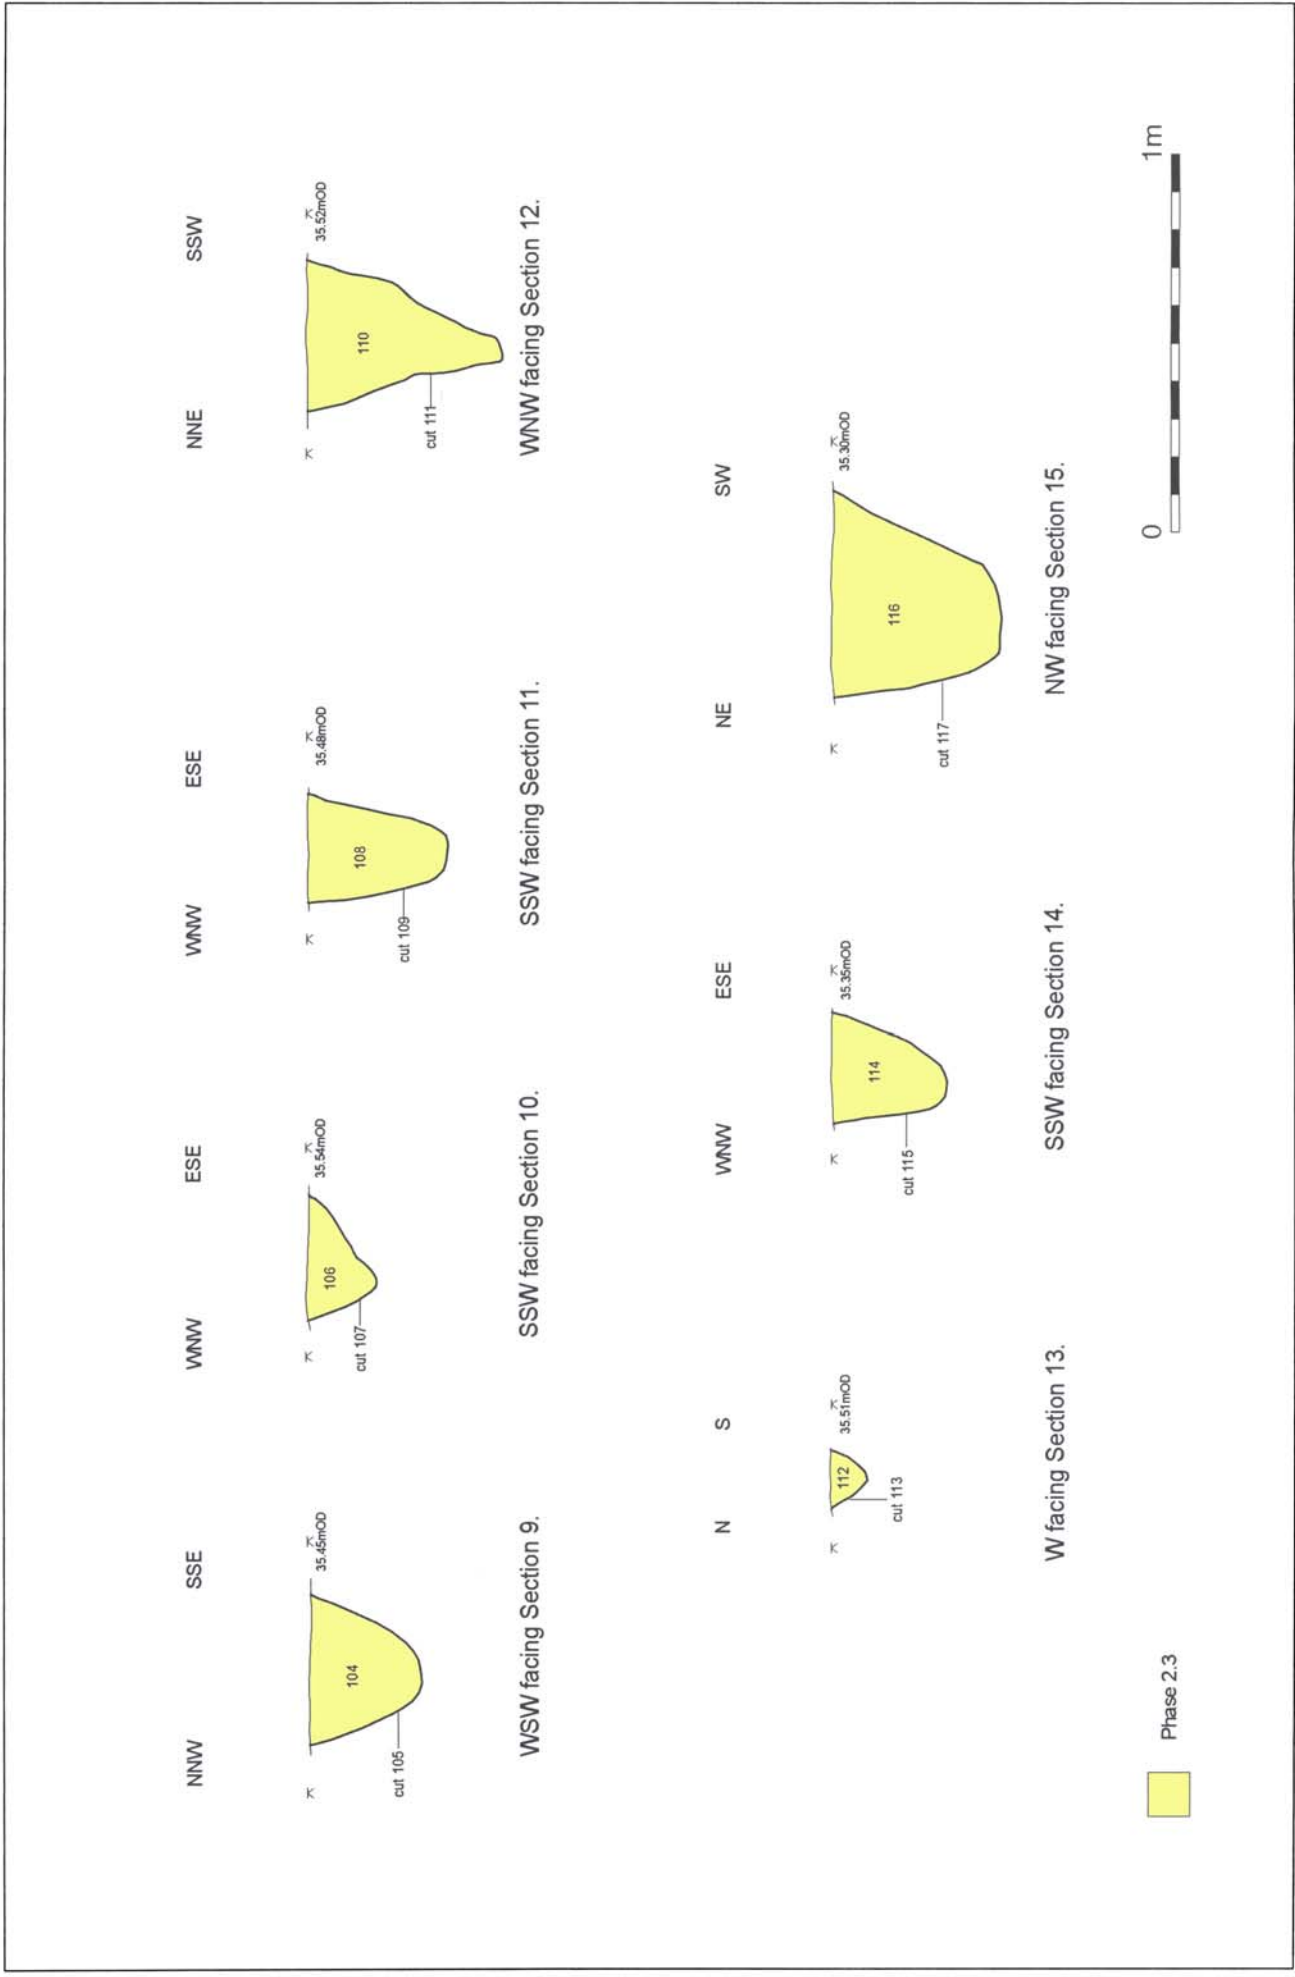 NNW SSE
35.45mOD
104
cut 105
WSW facing Section 9.
WNW ESE
35.54mOD
106
cut 107
SSW facing Section 10.
WNW ESE
35.48mOD
108
cut 109
SSW facing Section 11.
NNE SSW
35.52mOD
110
cut 111
WNW facing Section 12.
N S
35.51mOD
112
cut 113
W facing Section 13.
WNW ESE
35.35mOD
114
cut 115
SSW facing Section 14.
NE SW
35.30mOD
116
cut 117
NW facing Section 15.
Phase 2.3
0 1m